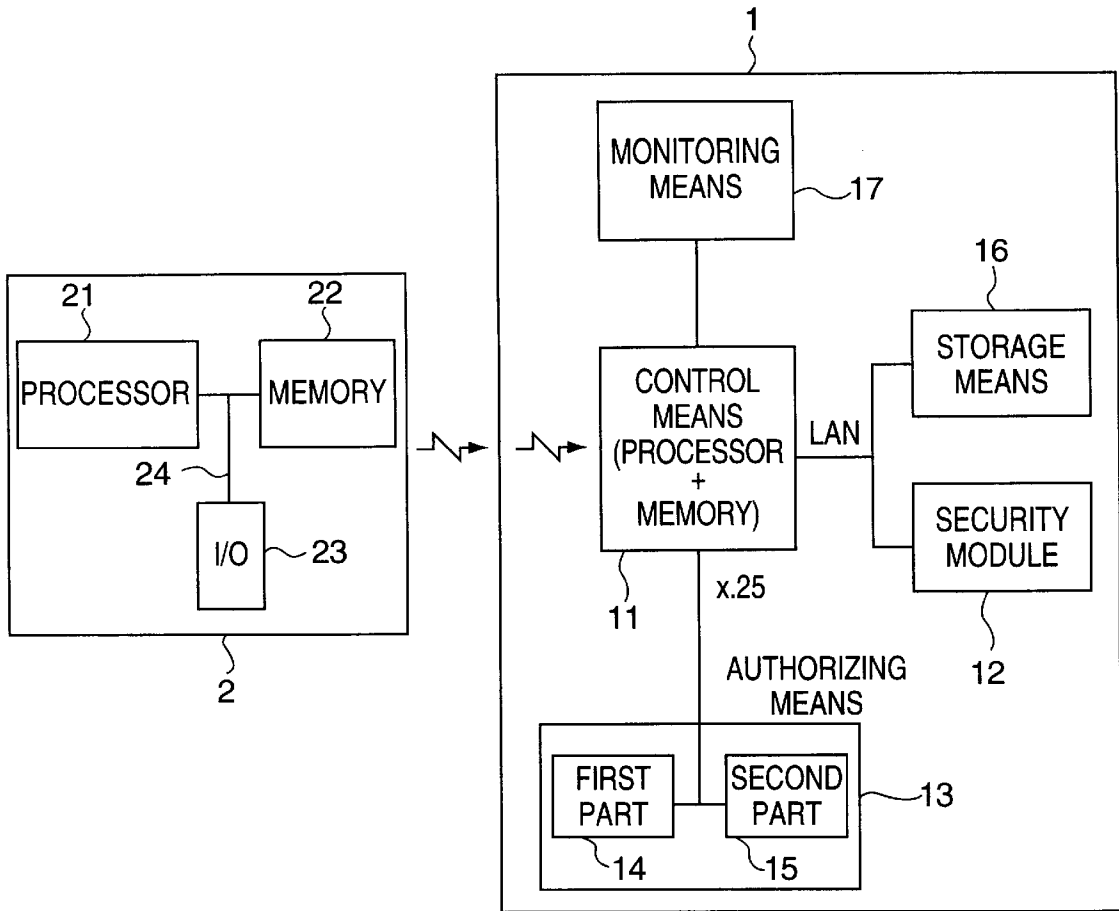 1
MONITORING
MEANS
17
16
STORAGE
MEANS
21
22
PROCESSOR
MEMORY
24
I/O
23
2
CONTROL
MEANS
(PROCESSOR
+
MEMORY)
11
LAN
SECURITY
MODULE
12
x.25
AUTHORIZING
MEANS
FIRST
PART
SECOND
PART
13
14
15